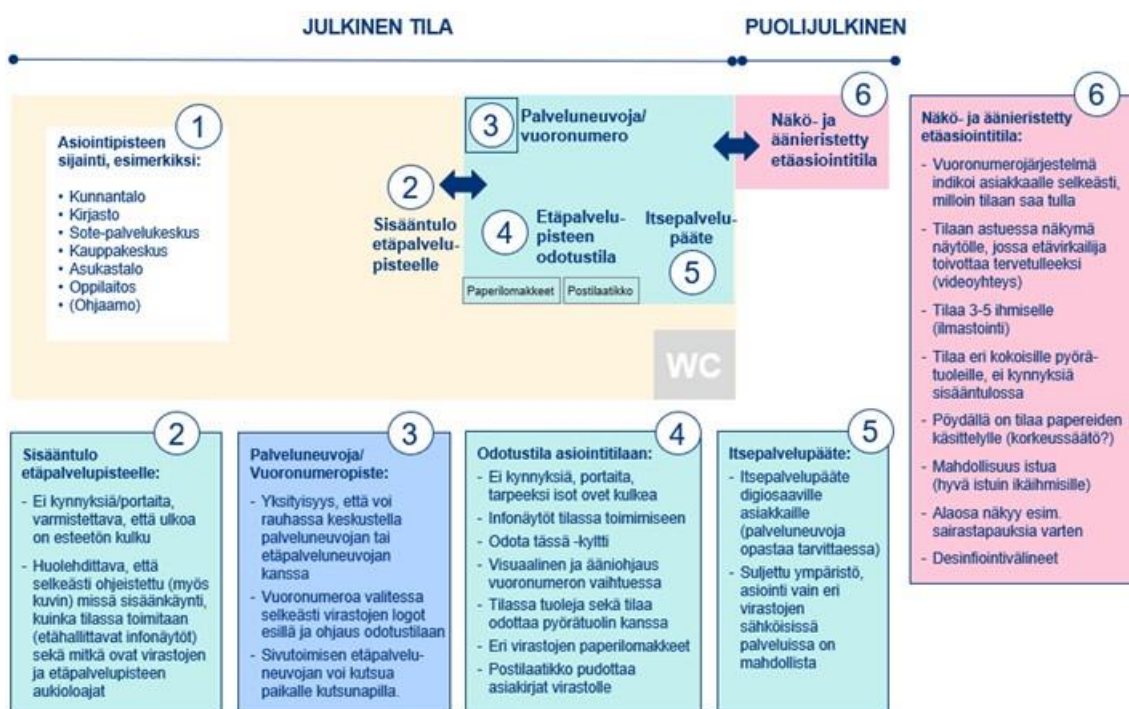 JULKINEN TILA
PUOLIJULKINEN
1
Asiointipisteen
sijainti, esimerkiksi:
• Kunnantalo
• Kirjasto
• Sote-palvelukeskus
• Kauppakeskus
• Asukastalo
• Oppilaitos
• (Ohjaamo)
2
Sisääntulo
etäpalvelu-
pisteelle
3
Palveluneuvoja/
vuoronumero
4
Etäpalvelu-
pisteen
odotustila
Paperilomakkeet
Postilaatikko
Itsepalvelu-
pääte
5
WC
6
Näkö- ja
äänieristetty
etäasiointitila
6
Näkö- ja äänieristetty
etäasiointitila:
- Vuoronumerojärjestelmä
indikoi asiakkaalle selkeästi,
milloin tilaan saa tulla
- Tilaan astuessa näkymä
näytölle, jossa etävirkailija
toivottaa tervetulleeksi
(videoyhteys)
- Tilaa 3-5 ihmiselle
(ilmastointi)
- Tilaa eri kokoisille pyörä-
tuoleille, ei kynnyksiä
sisääntulossa
- Pöydällä on tilaa papereiden
käsittelylle (korkeussäätö?)
- Mahdollisuus istua
(hyvä istuin ikäihmisille)
- Alaosa näkyy esim.
sairastapauksia varten
- Desinfiointivälineet
2
Sisääntulo
etäpalvelupisteelle:
- Ei kynnyksiä/portaita,
varmistettava, että ulkoa
on esteetön kulku
- Huolehdittava, että
selkeästi ohjeistettu (myös
kuvin) missä sisäänkäynti,
kuinka tilassa toimitaan
(etähallittavat infonäytöt)
sekä mitkä ovat virastojen
ja etäpalvelupisteen
aukioloajat
3
Palveluneuvoja/
Vuoronumeropiste:
- Yksityisyys, että voi
rauhassa keskustella
palveluneuvojan tai
etäpalveluneuvojan
kanssa
- Vuoronumeroa valitessa
selkeästi virastojen logot
esillä ja ohjaus odotustilaan
- Sivutoimisen etäpalvelu-
neuvojan voi kutsua
paikalle kutsunapilla.
4
Odotustila asiointitilaan:
- Ei kynnyksiä, portaita,
tarpeeksi isot ovet kulkea
- Infonäytöt tilassa toimimiseen
- Odota tässä -kyltti
- Visuaalinen ja ääniohjaus
vuoronumeron vaihtuessa
- Tilassa tuoleja sekä tilaa
odottaa pyörätuolin kanssa
- Eri virastojen paperilomakkeet
- Postilaatikko pudottaa
asiakirjat virastolle
5
Itsepalvelupääte:
- Itsepalvelupääte
digiosaaville
asiakkaille
(palveluneuvoja
opastaa tarvittaessa)
- Suljettu ympäristö,
asiointi vain eri
virastojen
sähköisissä
palveluissa on
mahdollista